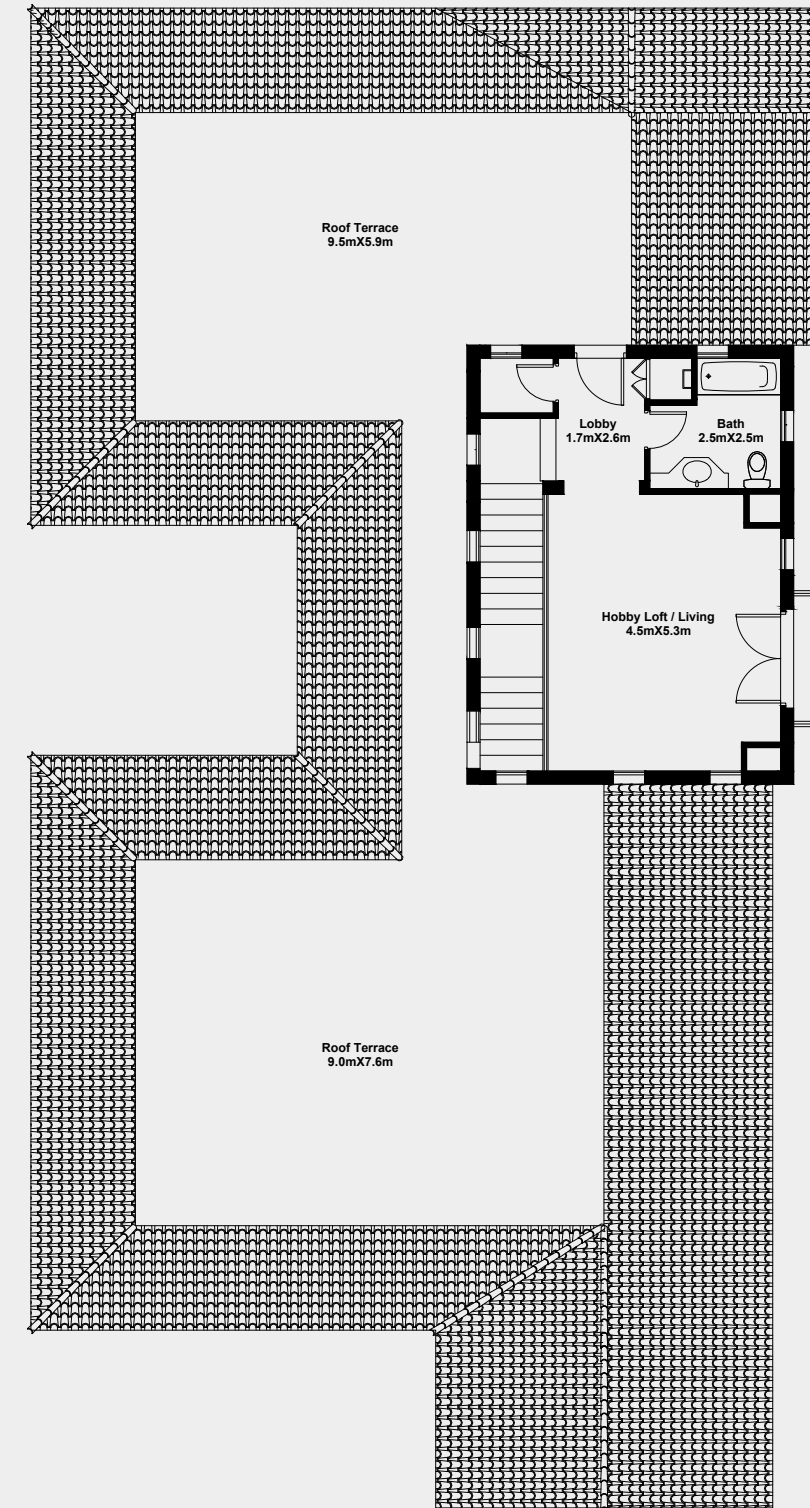 Roof Terrace
9.5mX5.9m
Lobby
1.7mX2.6m
Bath
2.5mX2.5m
Hobby Loft / Living
4.5mX5.3m
Roof Terrace
9.0mX7.6m